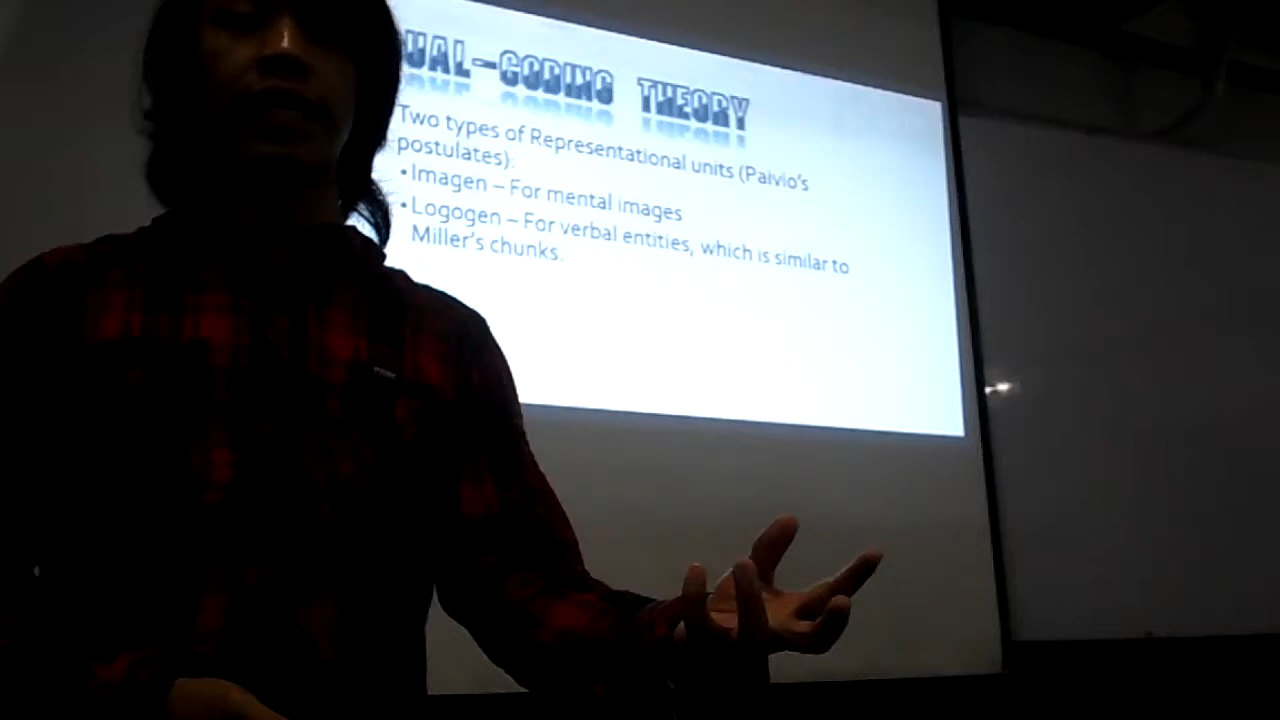 UAL-CODING THEORY
Two types of Representational units (Paivio's
postulates):
•Imagen – For mental images
•Logogen – For verbal entities, which is similar to
Miller's chunks.